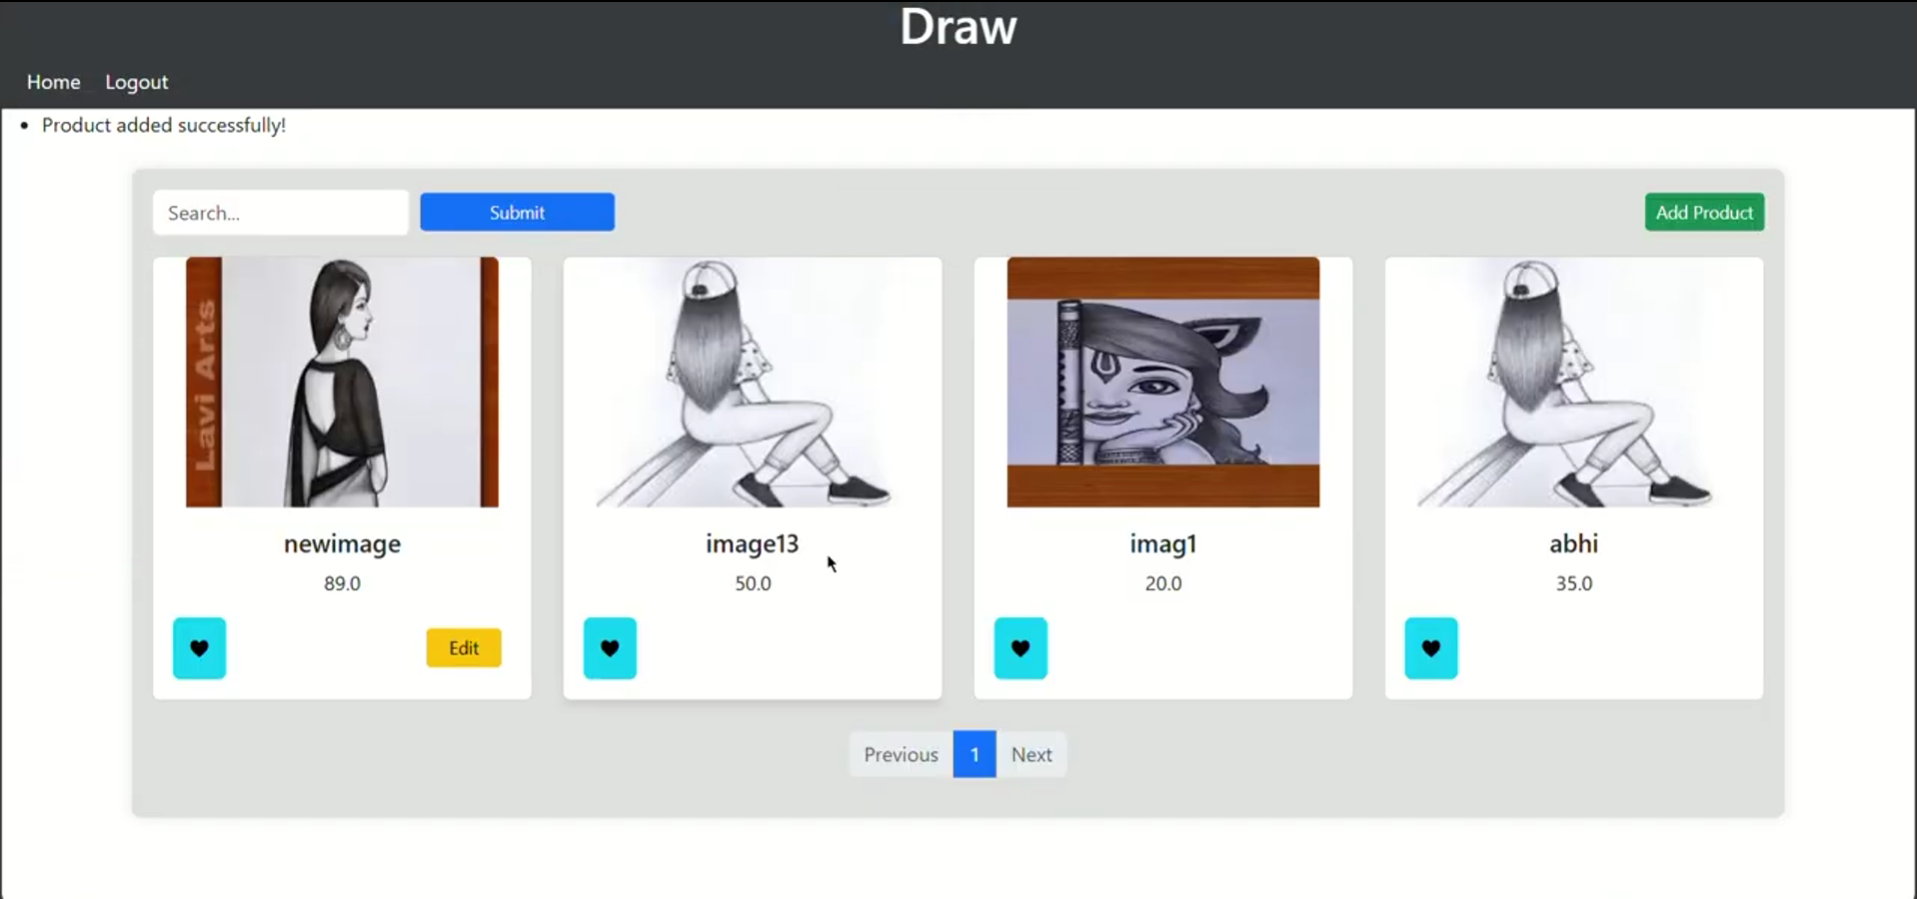 Draw
Home Logout
Product added successfully!
Search... Submit Add Product
Lavi Arts
newimage image13 imag1 abhi
89.0 50.0 20.0 35.0
Edit
Previous 1 Next